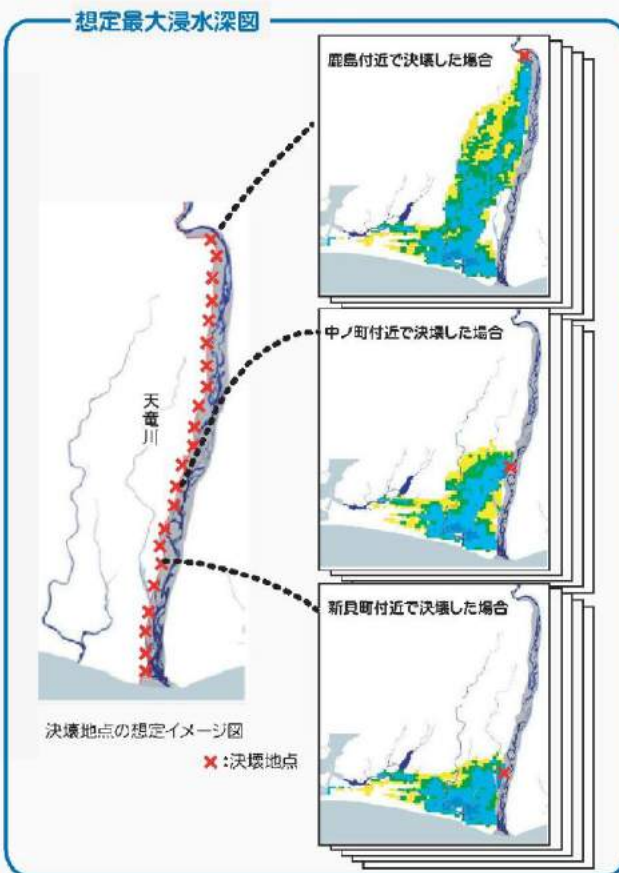 想定最大浸水深図
鹿島付近で決壊した場合
天竜川
中ノ町付近で決壊した場合
新貝町付近で決壊した場合
決壊地点の想定イメージ図
×:決壊地点